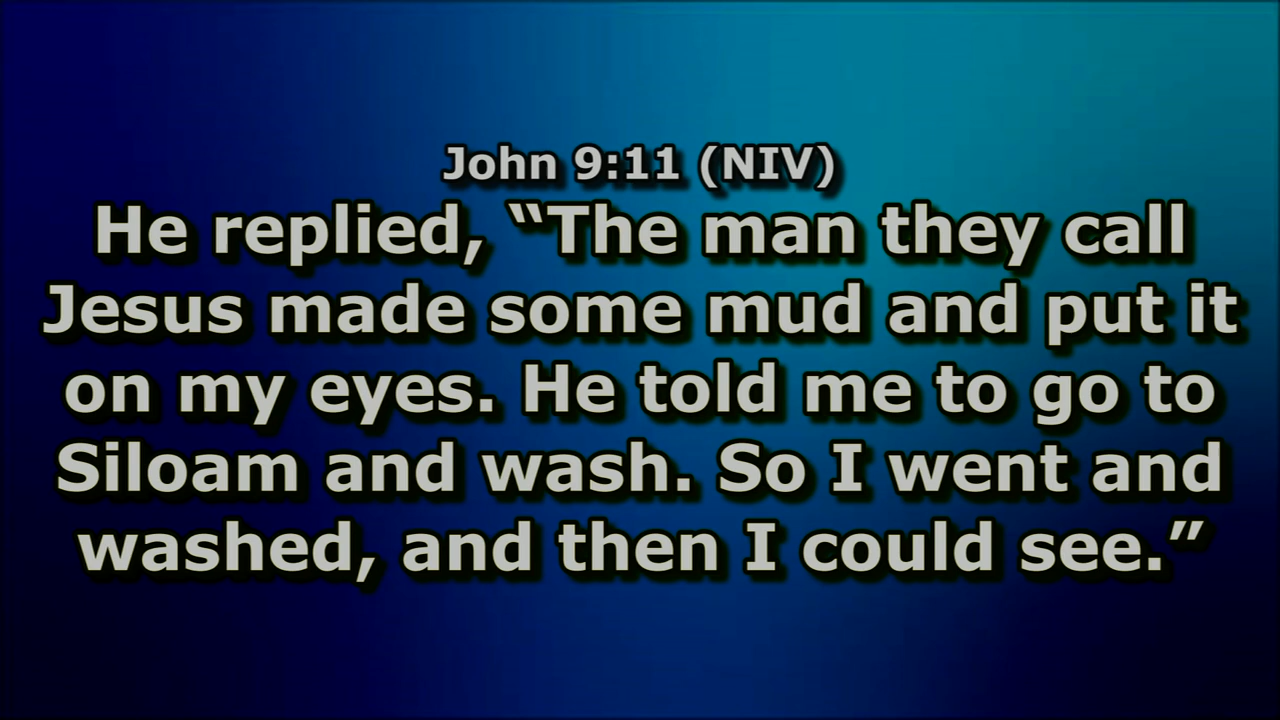 John 9:11 (NIV)
He replied, “The man they call
Jesus made some mud and put it
on my eyes. He told me to go to
Siloam and wash. So I went and
washed, and then I could see.”